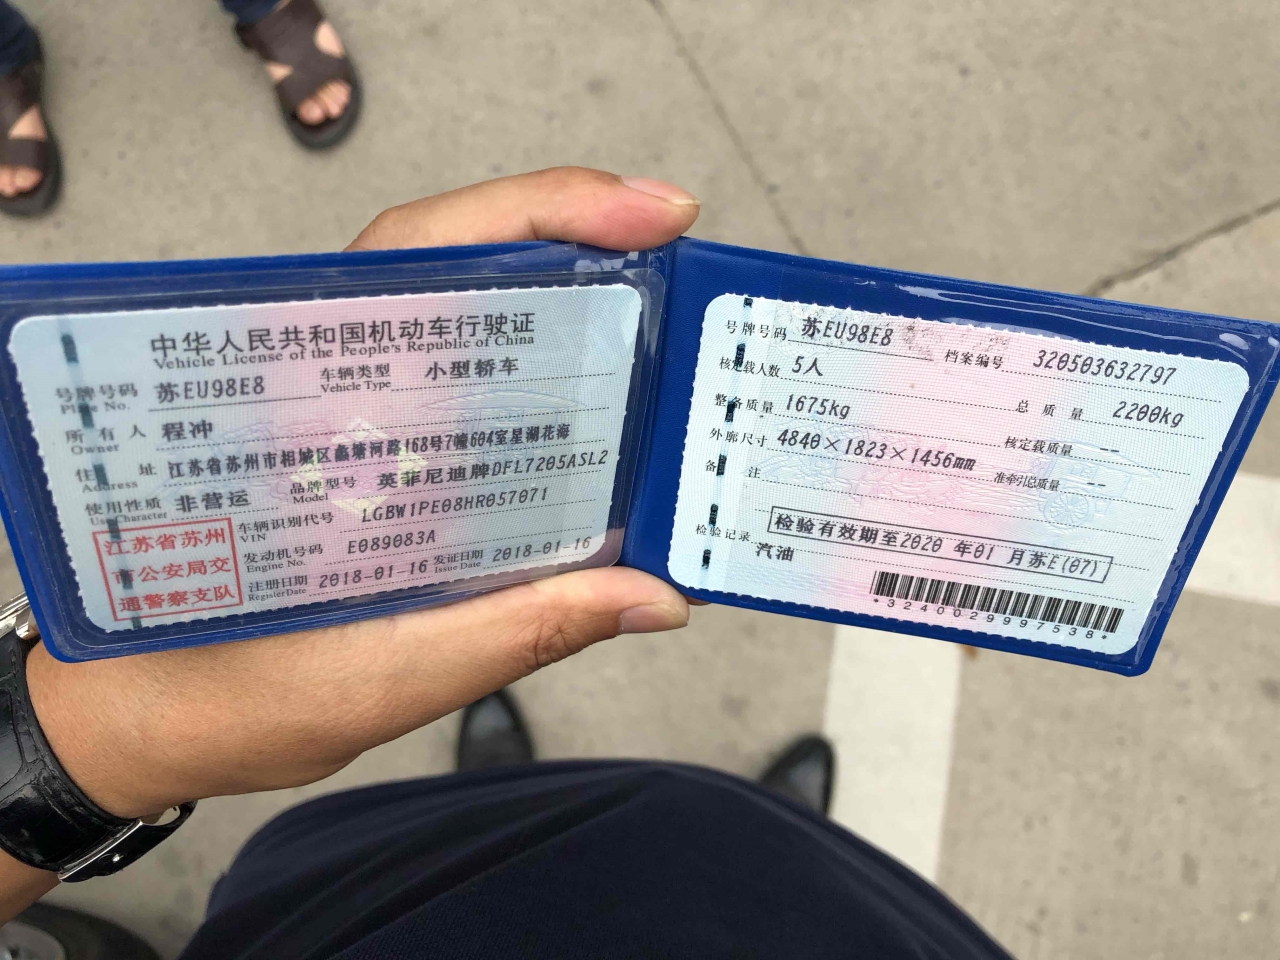 中华人民共和国机动车行驶证
Vehicle License of the People's Republic of China
号牌号码 苏EU98E8 车辆类型 小型轿车
Plate No. Vehicle Type
所有人 程冲
Owner
住址 江苏省苏州市相城区蠡塘河路168号7幢604室星湖花海
Address
使用性质 非营运 品牌型号 英菲尼迪牌DFL7205ASL2
Use Character Model
江苏省苏州
市公安局交
通警察支队
车辆识别代号 LGBW1PE08HR057071
VIN
发动机号码 E089083A
Engine No.
注册日期 2018-01-16 发证日期 2018-01-16
Register Date Issue Date
号牌号码 苏EU98E8 档案编号 320503632797
核定载人数 5人 总质量 2200kg
整备质量 1675kg 核定载质量 --
外廓尺寸 4840×1823×1456mm 准牵引总质量 --
备注
检验有效期至2020 年01 月苏E(07)
检验记录
汽油
*3240029997538*